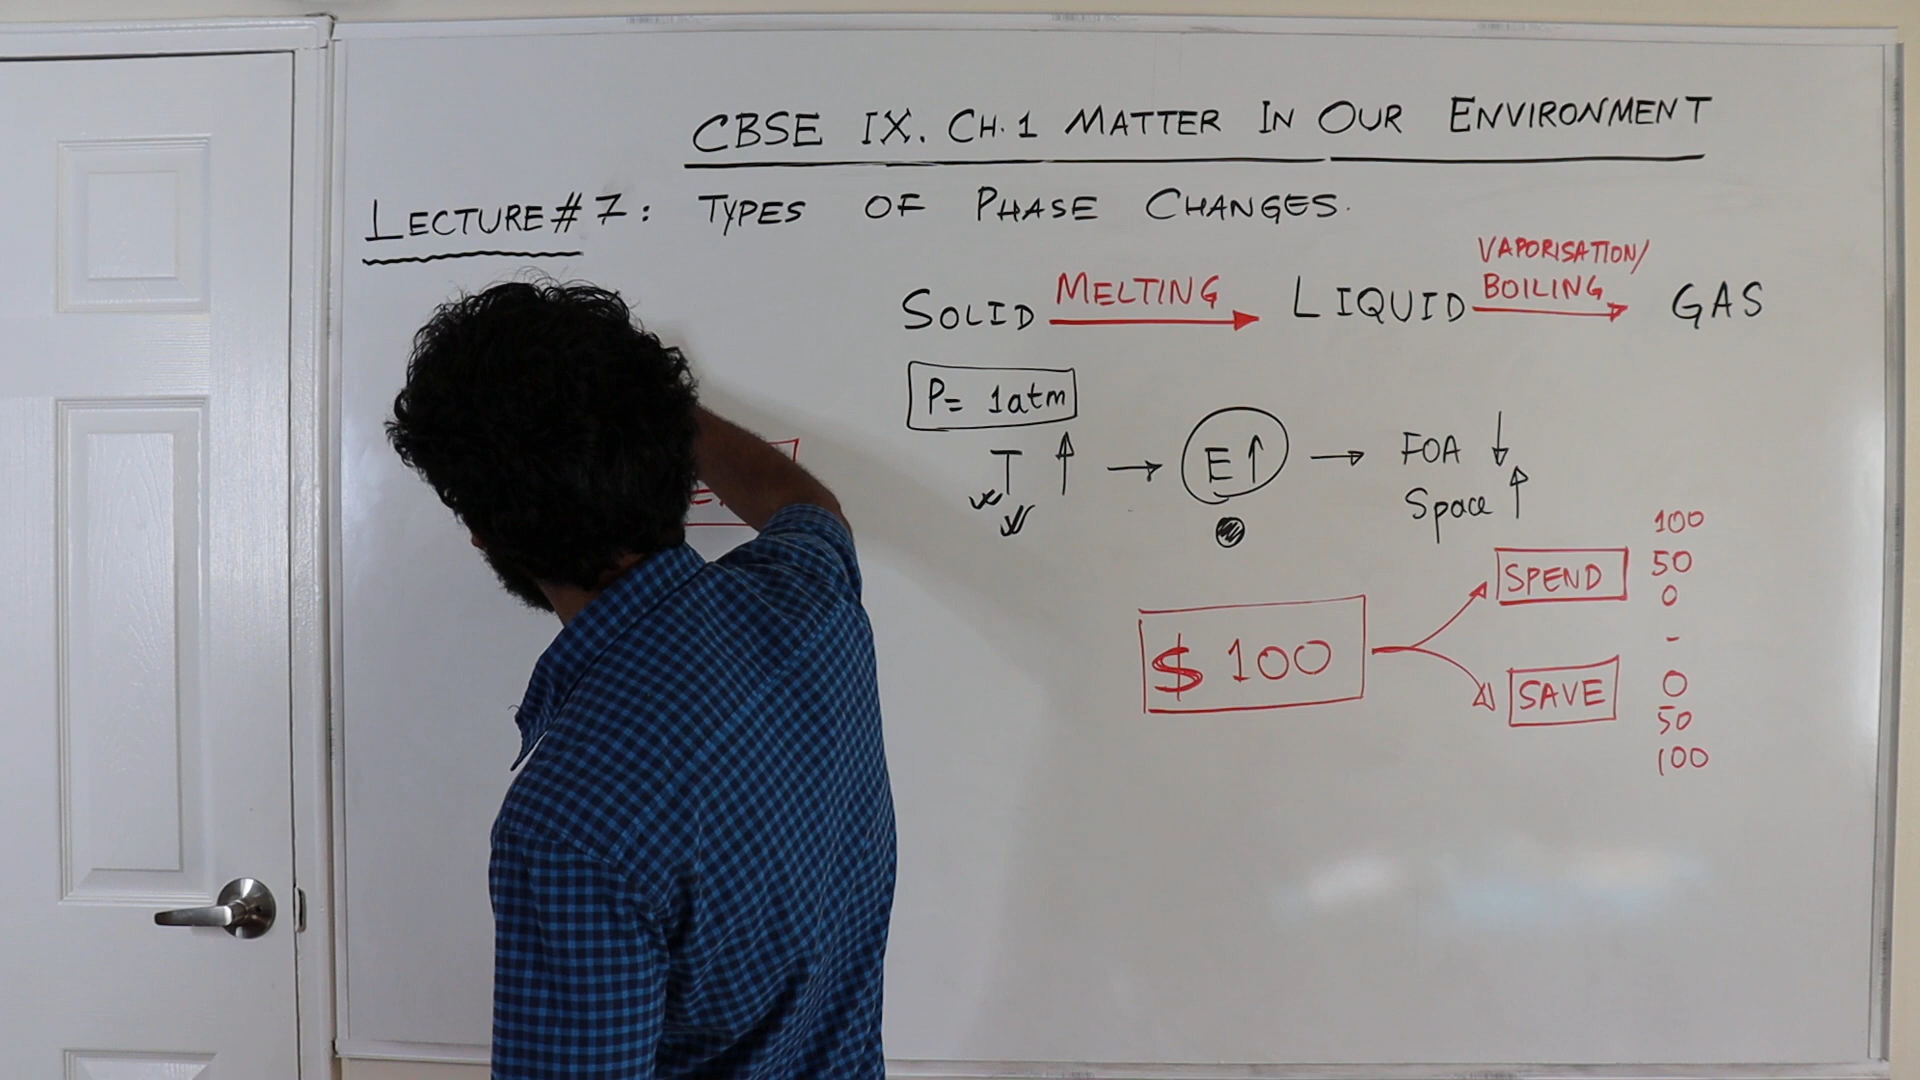 CBSE IX. CH.1 MATTER IN OUR ENVIRONMENT
LECTURE# 7: TYPES OF PHASE CHANGES.
SOLID MELTING LIQUID VAPORISATION/ BOILING GAS
P= 1atm
T ↑ → E↑ → FOA ↓
Space ↑
100
SPEND 50
0
-
$ 100
SAVE 0
50
100